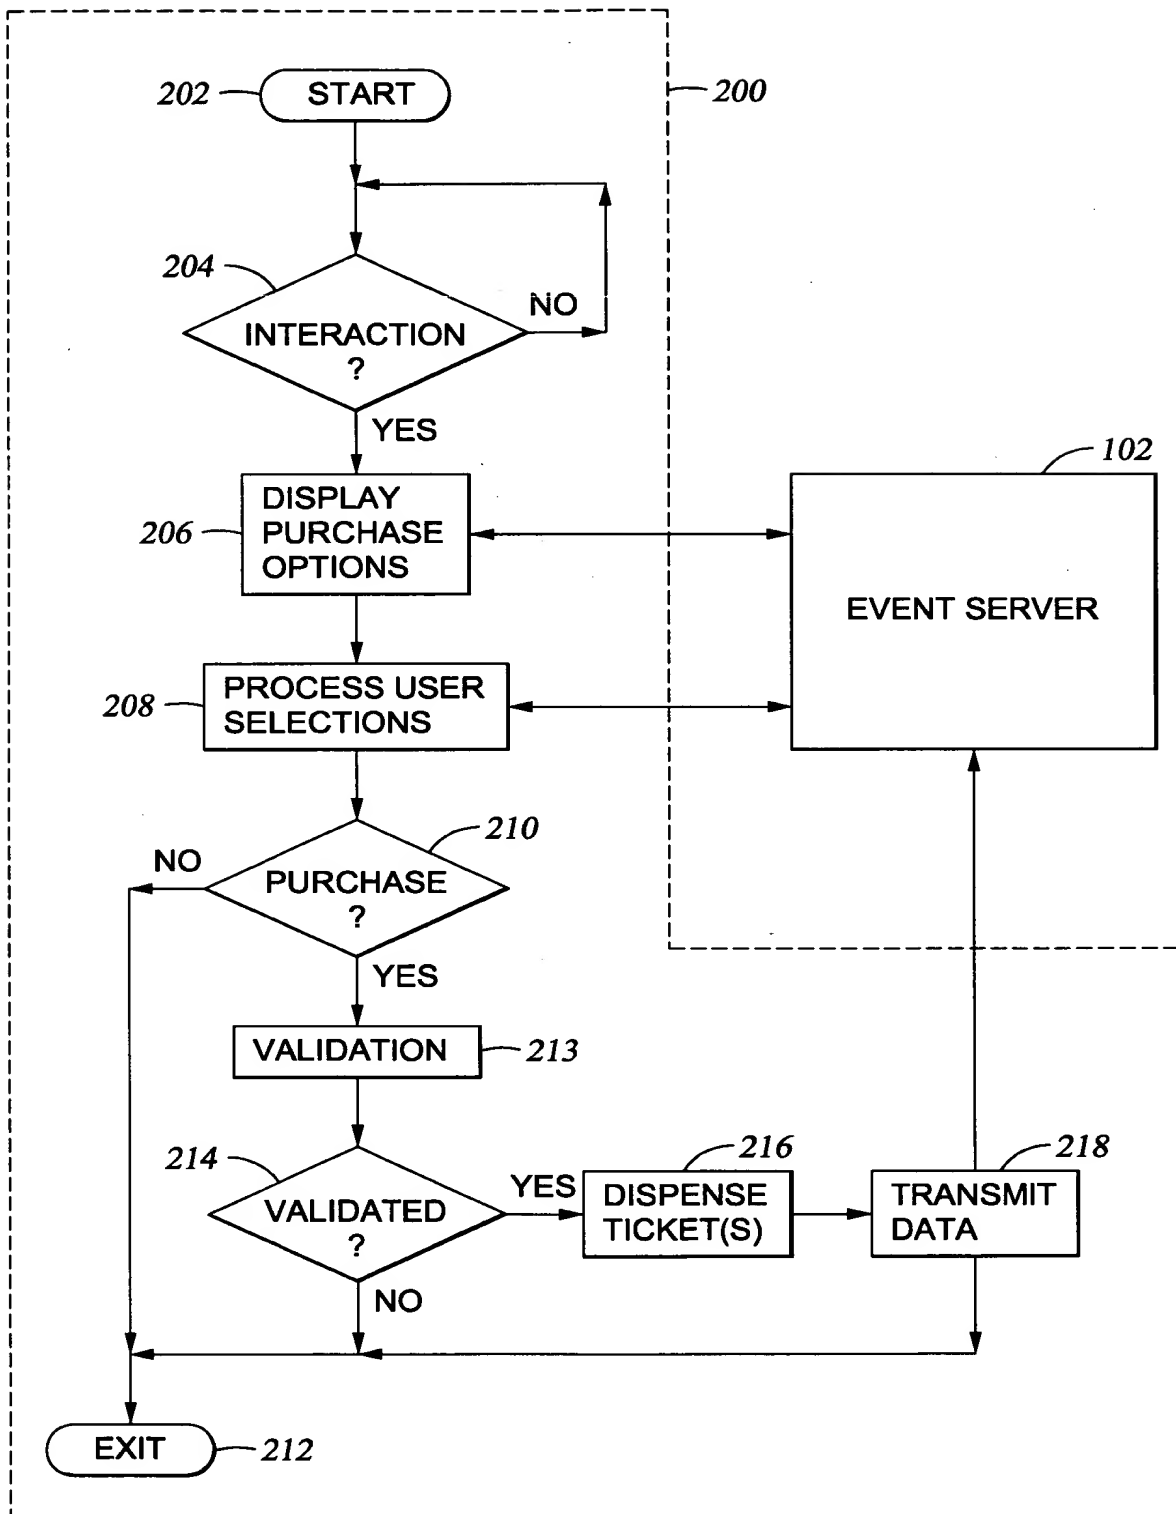 202
START
200
204
INTERACTION
?
NO
YES
102
206
DISPLAY
PURCHASE
OPTIONS
EVENT SERVER
208
PROCESS USER
SELECTIONS
210
NO
PURCHASE
?
YES
VALIDATION
213
214
VALIDATED
?
YES
216
DISPENSE
TICKET(S)
218
TRANSMIT
DATA
NO
EXIT
212